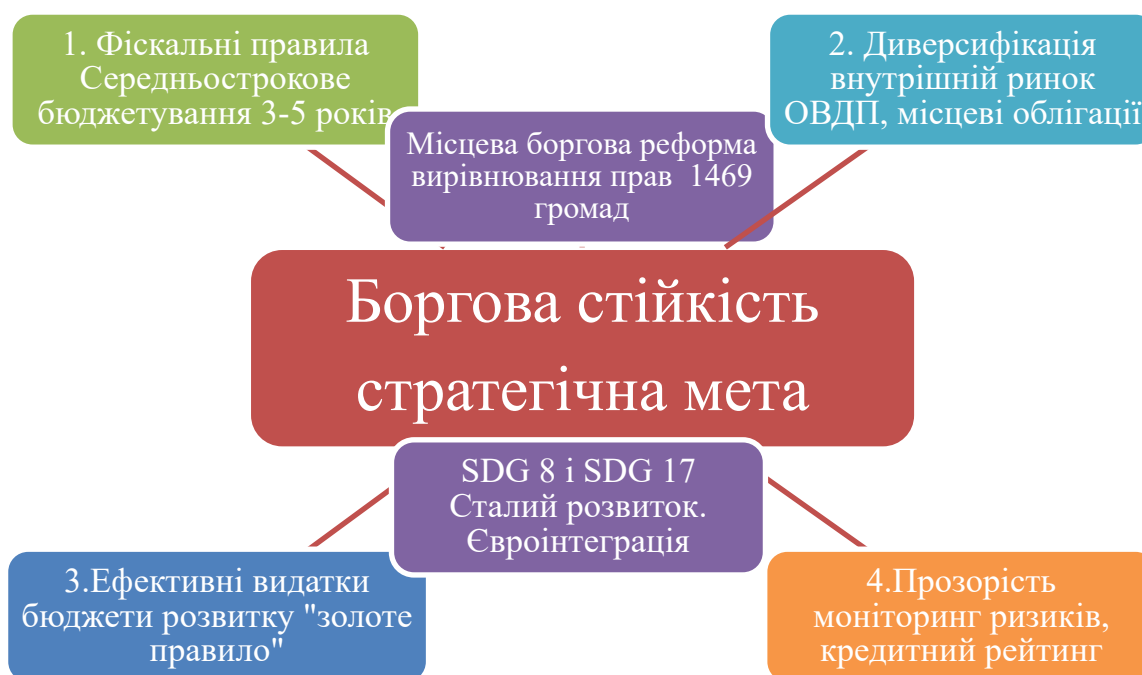 1. Фіскальні правила
Середньострокове
бюджетування 3-5 років
2. Диверсифікація
внутрішній ринок
ОВДП, місцеві облігації
Місцева боргова реформа
вирівнювання прав 1469
громад
Боргова стійкість
стратегічна мета
SDG 8 і SDG 17
Сталий розвиток.
Євроінтеграція
3.Ефективні видатки
бюджети розвитку "золоте
правило"
4.Прозорість
моніторинг ризиків,
кредитний рейтинг